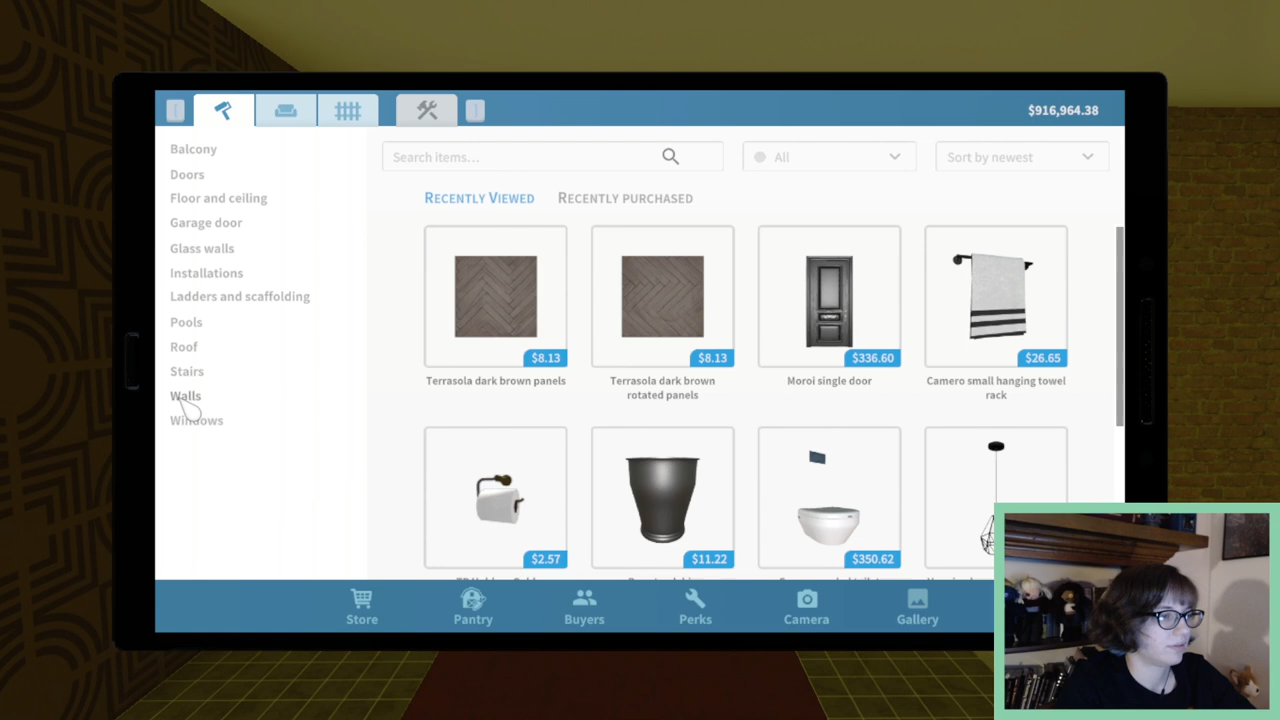 $916,964.38
Balcony
Doors
Floor and ceiling
Garage door
Glass walls
Installations
Ladders and scaffolding
Pools
Roof
Stairs
Walls
Windows
Search items...
All
Sort by newest
RECENTLY VIEWED
RECENTLY PURCHASED
$8.13
$8.13
$336.60
$26.65
Terrasola dark brown panels
Terrasola dark brown
rotated panels
Moroi single door
Camero small hanging towel
rack
$2.57
$11.22
$350.62
Store
Pantry
Buyers
Perks
Camera
Gallery